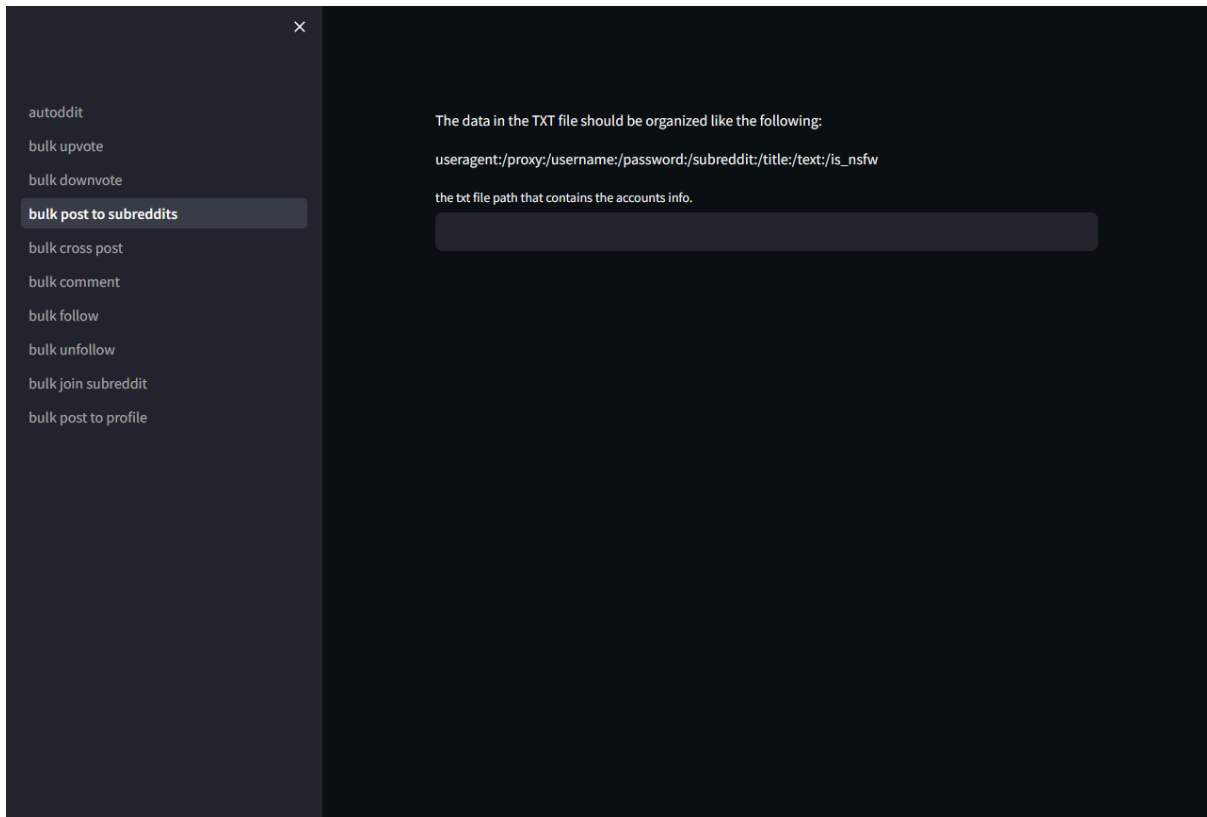 autoddit
bulk upvote
bulk downvote
bulk post to subreddits
bulk cross post
bulk comment
bulk follow
bulk unfollow
bulk join subreddit
bulk post to profile
The data in the TXT file should be organized like the following:
useragent:/proxy:/username:/password:/subreddit:/title:/text:/is_nsfw
the txt file path that contains the accounts info.